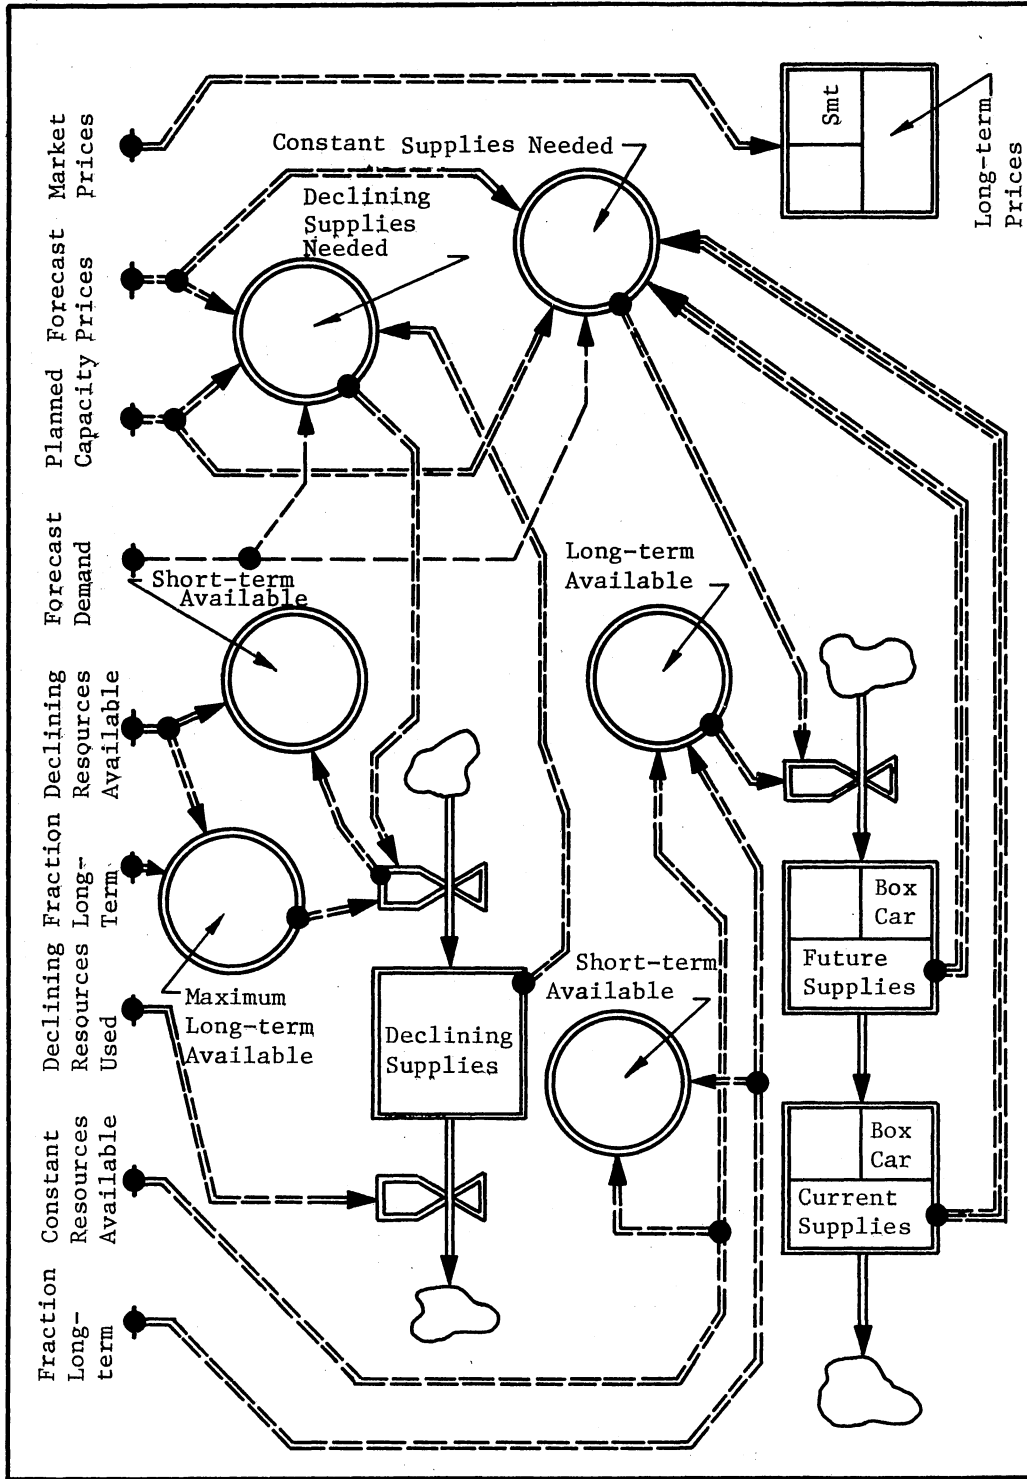 Market
Prices
Forecast
Prices
Planned
Capacity
Forecast
Demand
Declining
Resources
Available
Fraction
Long-
Term
Declining
Resources
Used
Constant
Resources
Available
Fraction
Long-
term
Constant Supplies Needed
Declining
Supplies
Needed
Smt
Long-term
Prices
Short-term
Available
Long-term
Available
Maximum
Long-term
Available
Declining
Supplies
Short-term
Available
Box
Car
Future
Supplies
Box
Car
Current
Supplies